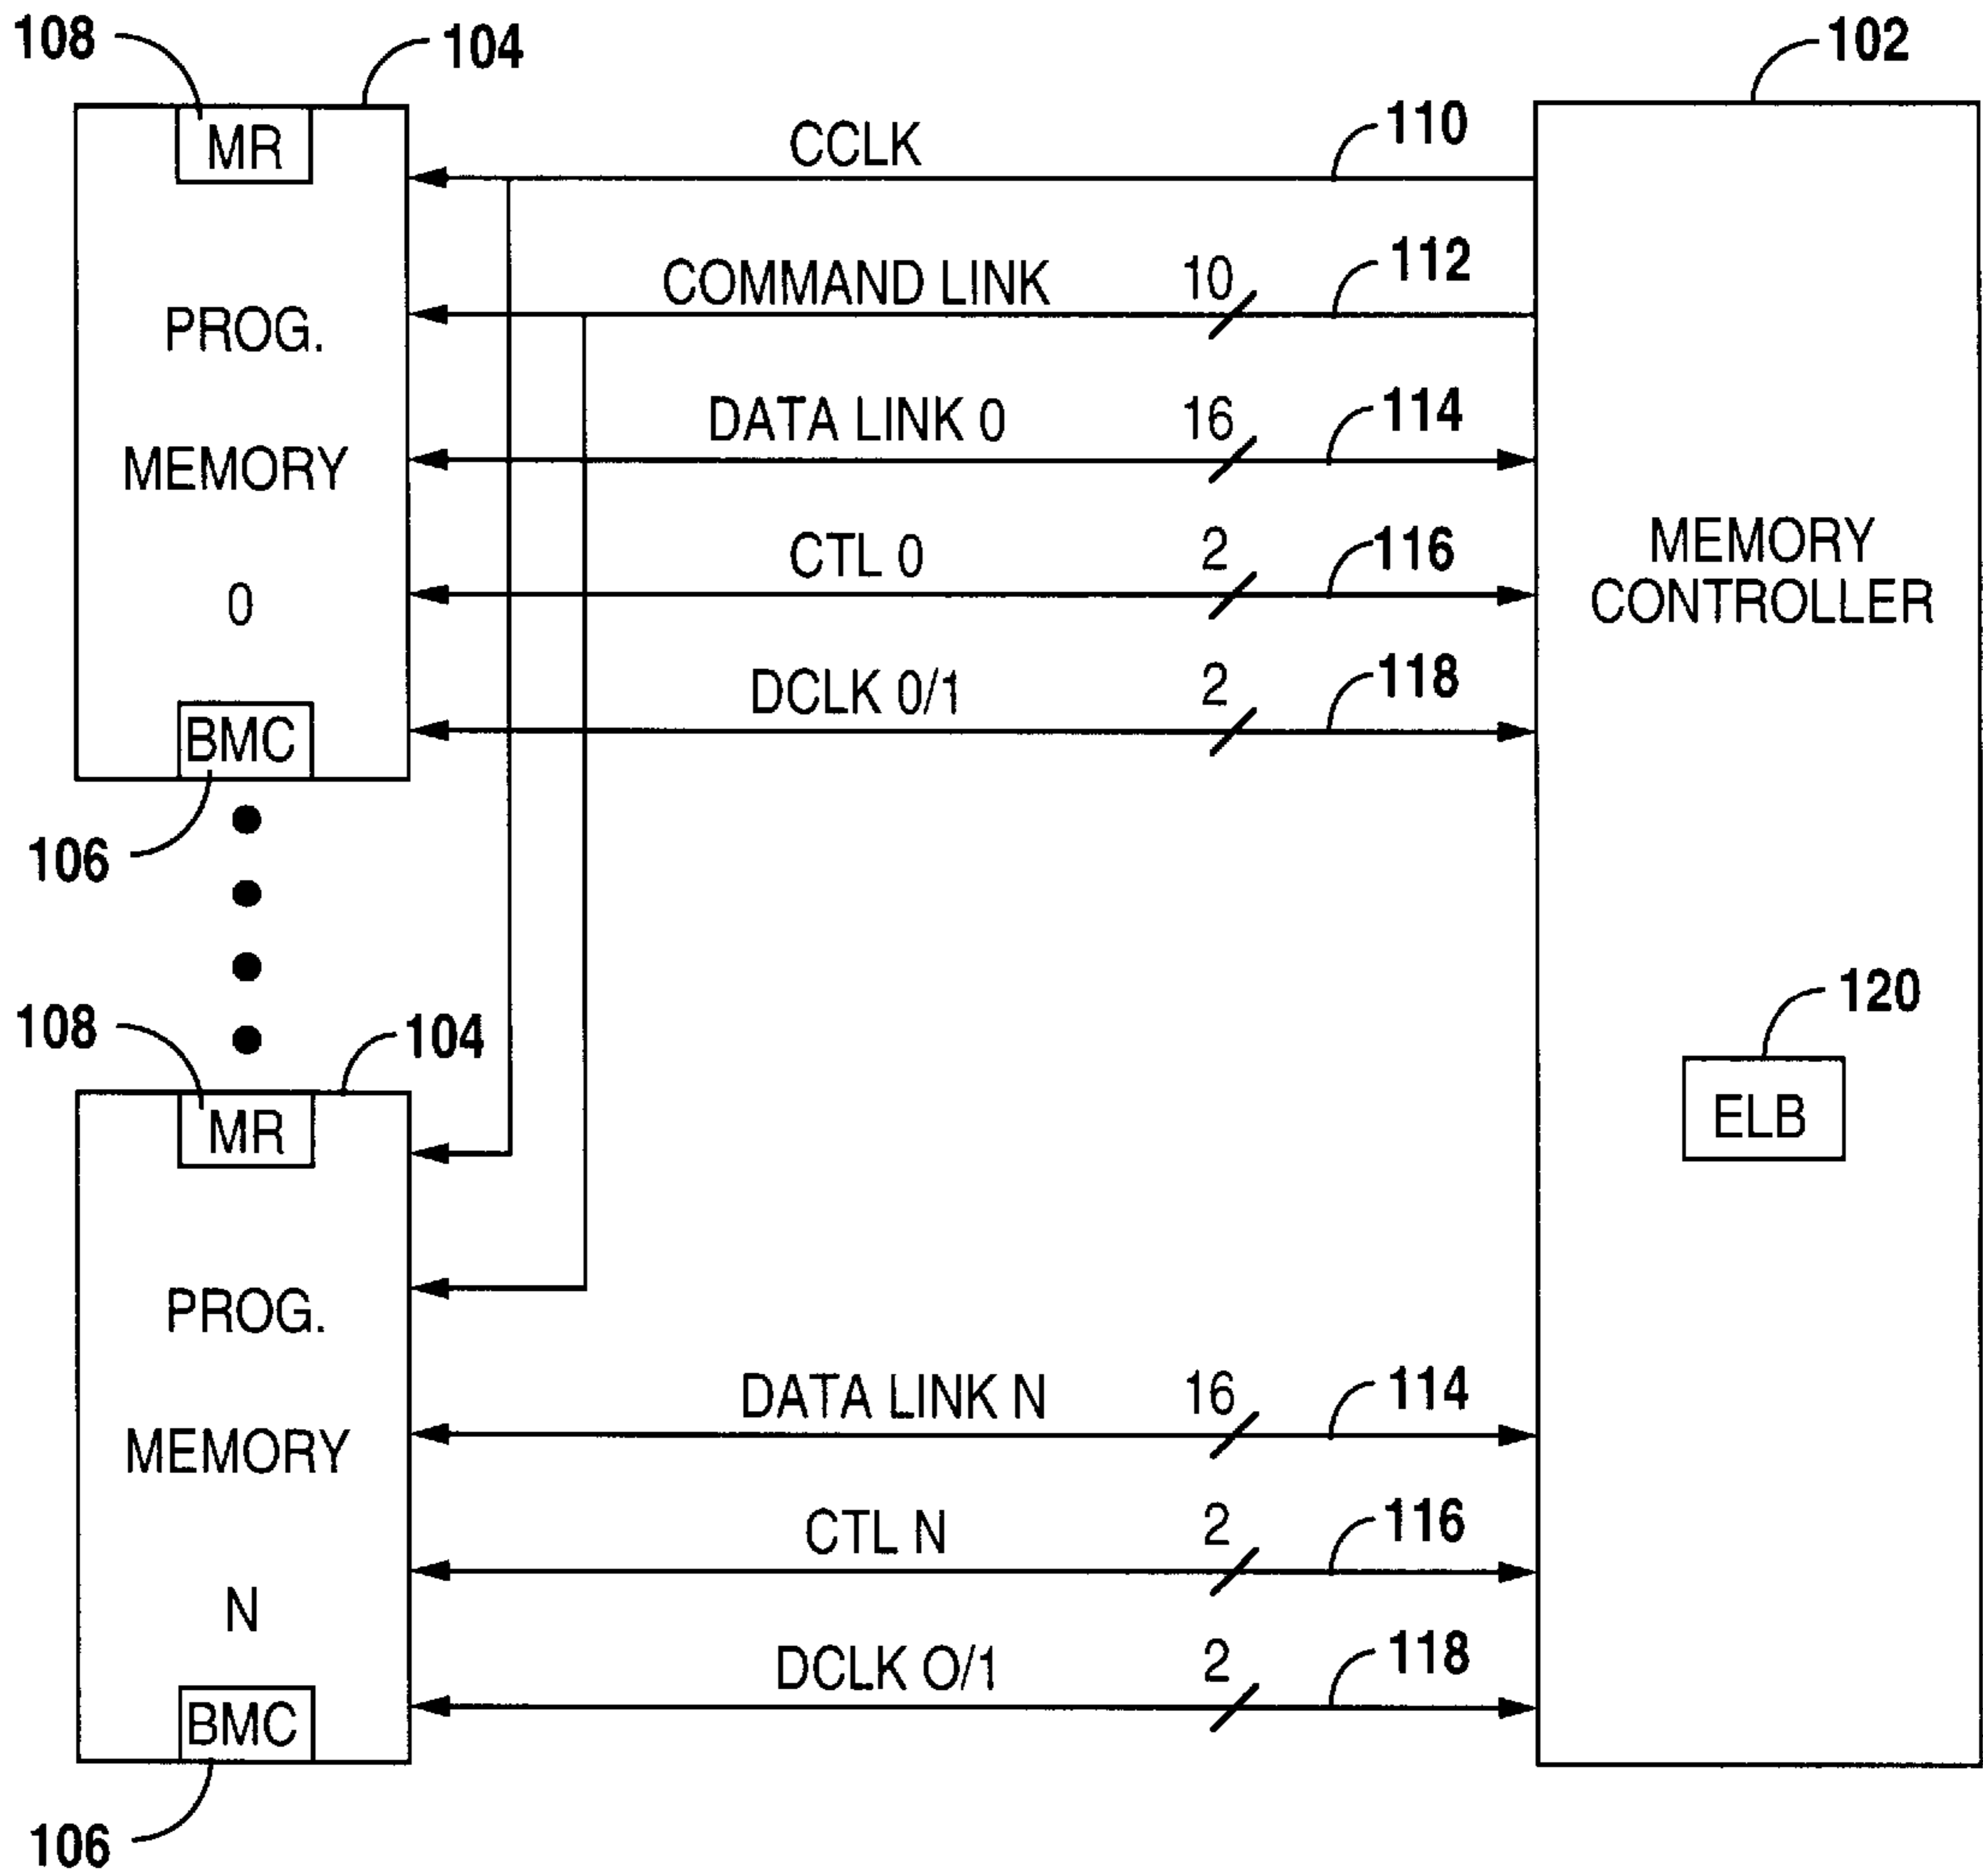 108
104
102
MR
CCLK
110
PROG.
MEMORY
0
COMMAND LINK
10
112
DATA LINK 0
16
114
CTL 0
2
116
MEMORY
CONTROLLER
DCLK 0/1
2
118
BMC
106
108
104
120
MR
ELB
PROG.
MEMORY
N
DATA LINK N
16
114
CTL N
2
116
DCLK O/1
2
118
BMC
106